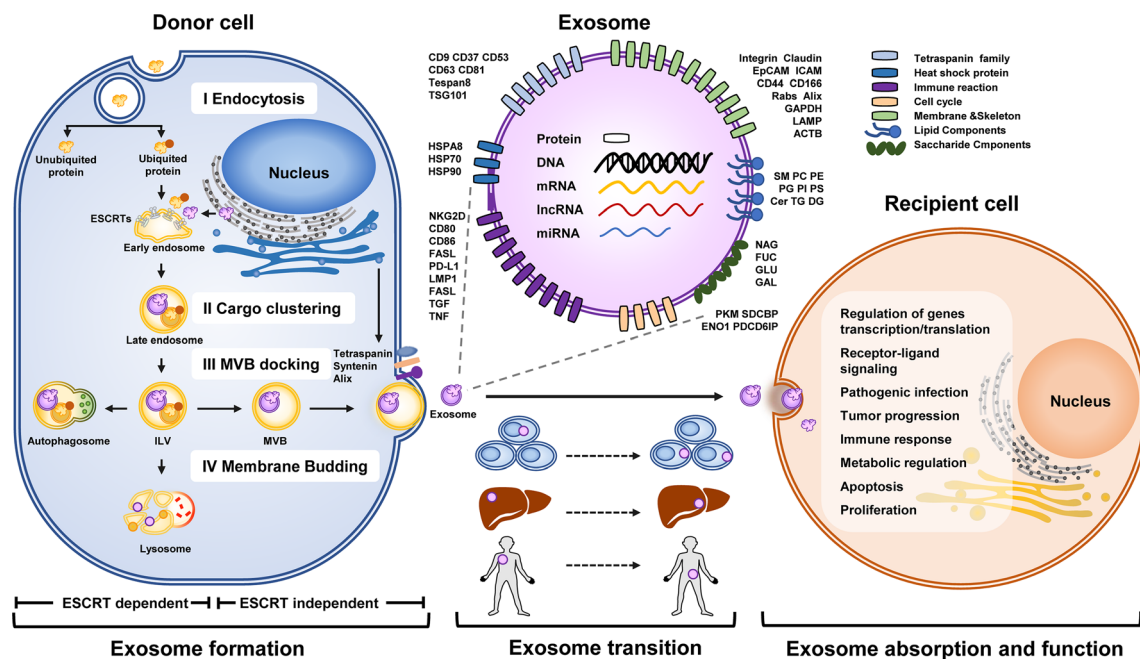 Donor cell
I Endocytosis
Unubiquited
protein
Ubiquited
protein
Nucleus
ESCRTs
Early endosome
II Cargo clustering
Late endosome
III MVB docking
Tetraspanin
Syntenin
Alix
Autophagosome
ILV
MVB
IV Membrane Budding
Lysosome
ESCRT dependent
ESCRT independent
Exosome formation
Exosome
CD9 CD37 CD53
CD63 CD81
Tespan8
TSG101
HSPA8
HSP70
HSP90
NKG2D
CD80
CD86
FASL
PD-L1
LMP1
FASL
TGF
TNF
Protein
DNA
mRNA
lncRNA
miRNA
Integrin Claudin
EpCAM ICAM
CD44 CD166
Rabs Alix
GAPDH
LAMP
ACTB
SM PC PE
PG PI PS
Cer TG DG
NAG
FUC
GLU
GAL
PKM SDCBP
ENO1 PDCD6IP
Exosome
Exosome transition
Tetraspanin family
Heat shock protein
Immune reaction
Cell cycle
Membrane &Skeleton
Lipid Components
Saccharide Cmponents
Recipient cell
Regulation of genes
transcription/translation
Receptor-ligand
signaling
Pathogenic infection
Tumor progression
Immune response
Metabolic regulation
Apoptosis
Proliferation
Nucleus
Exosome absorption and function